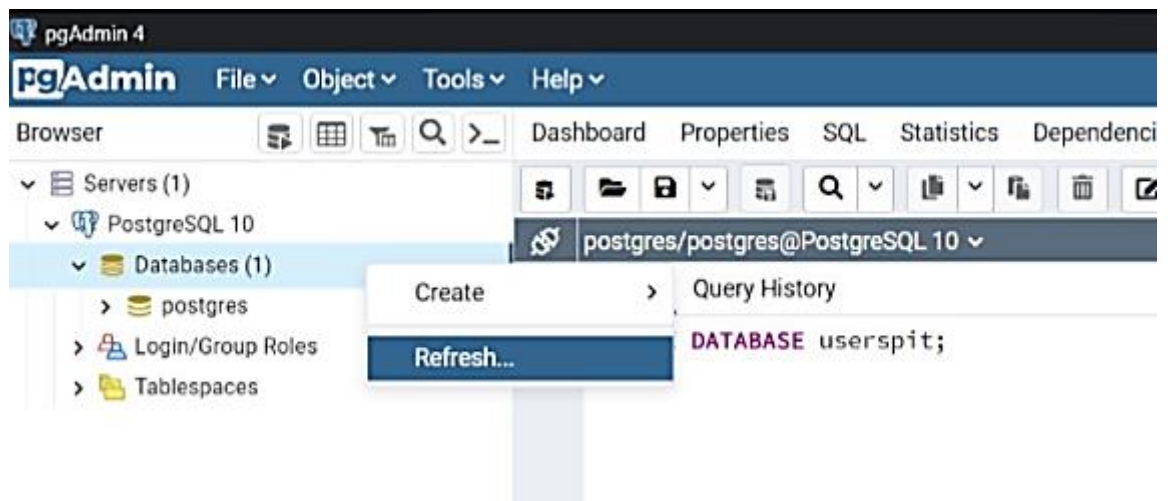 pgAdmin 4
pgAdmin File Object Tools Help
Browser
Dashboard Properties SQL Statistics
Servers (1)
PostgreSQL 10
Databases (1)
postgres
Login/Group Roles
Tablespaces
postgres/postgres@PostgreSQL 10
Create
Refresh...
Query History
DATABASE userspit;